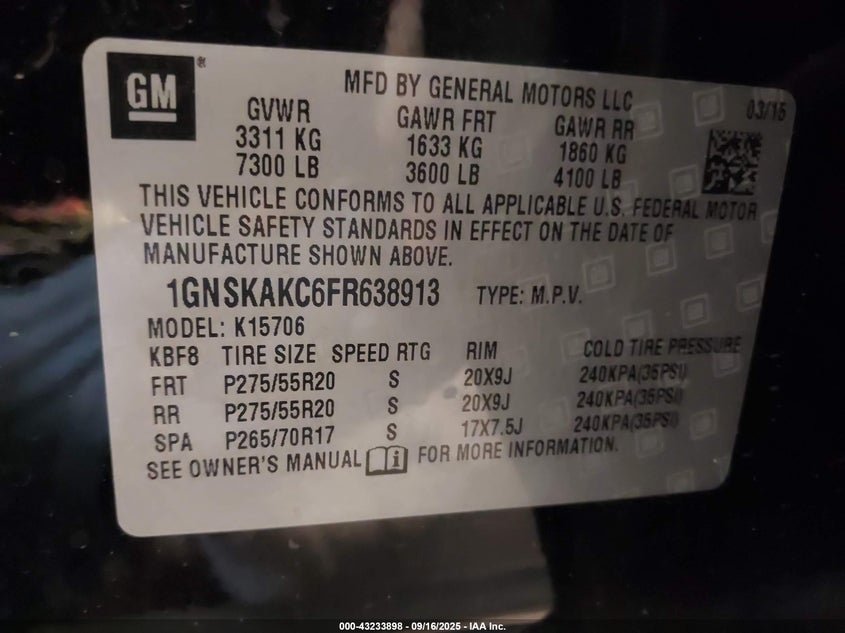 GM
MFD BY GENERAL MOTORS LLC
03/15
GVWR GAWR FRT GAWR RR
3311 KG 1633 KG 1860 KG
7300 LB 3600 LB 4100 LB
THIS VEHICLE CONFORMS TO ALL APPLICABLE U.S. FEDERAL MOTOR
VEHICLE SAFETY STANDARDS IN EFFECT ON THE DATE OF
MANUFACTURE SHOWN ABOVE.
1GNSKAKC6FR638913 TYPE: M.P.V.
MODEL: K15706
KBF8 TIRE SIZE SPEED RTG RIM COLD TIRE PRESSURE
FRT P275/55R20 S 20X9J 240KPA(35PSI)
RR P275/55R20 S 20X9J 240KPA(35PSI)
SPA P265/70R17 S 17X7.5J 240KPA(35PSI)
SEE OWNER'S MANUAL i FOR MORE INFORMATION.
000-43233898 - 09/16/2025 - IAA Inc.